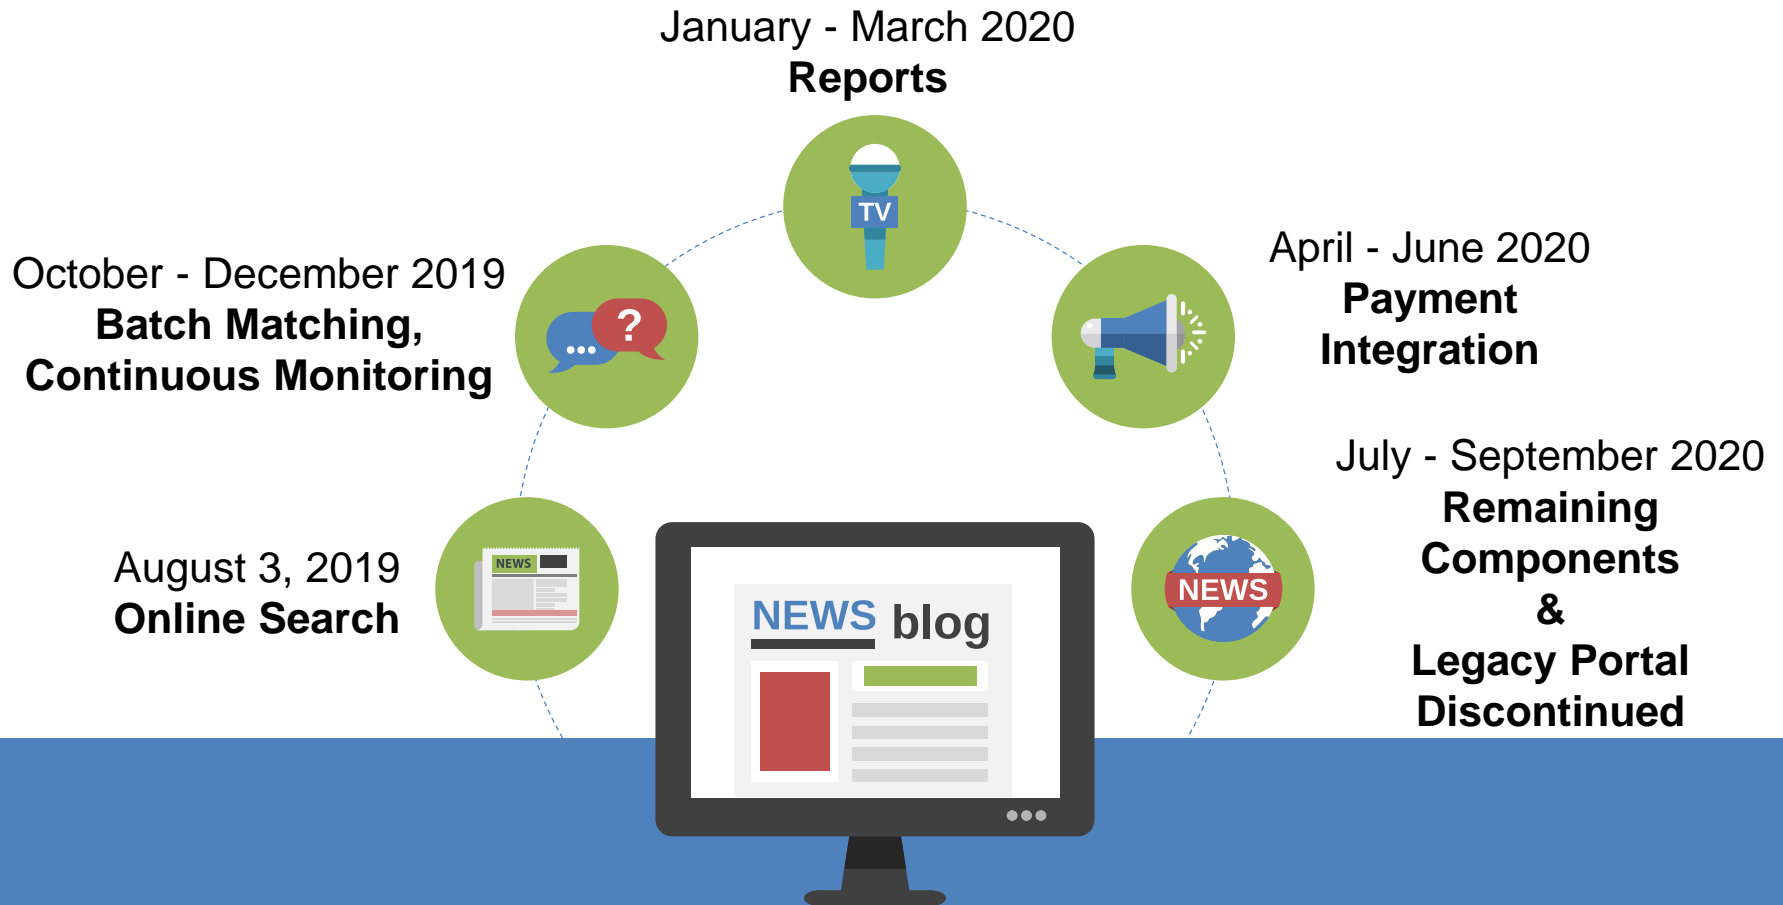 January - March 2020
Reports
TV
October - December 2019
Batch Matching,
Continuous Monitoring
?
April - June 2020
Payment
Integration
August 3, 2019
Online Search
NEWS
July - September 2020
Remaining
Components
&
Legacy Portal
Discontinued
NEWS
NEWS blog